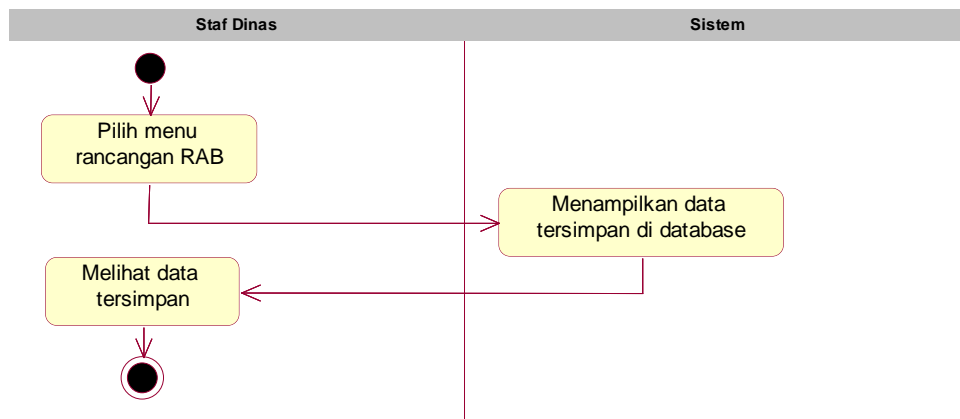 Staf Dinas
Sistem
Pilih menu
rancangan RAB
Menampilkan data
tersimpan di database
Melihat data
tersimpan